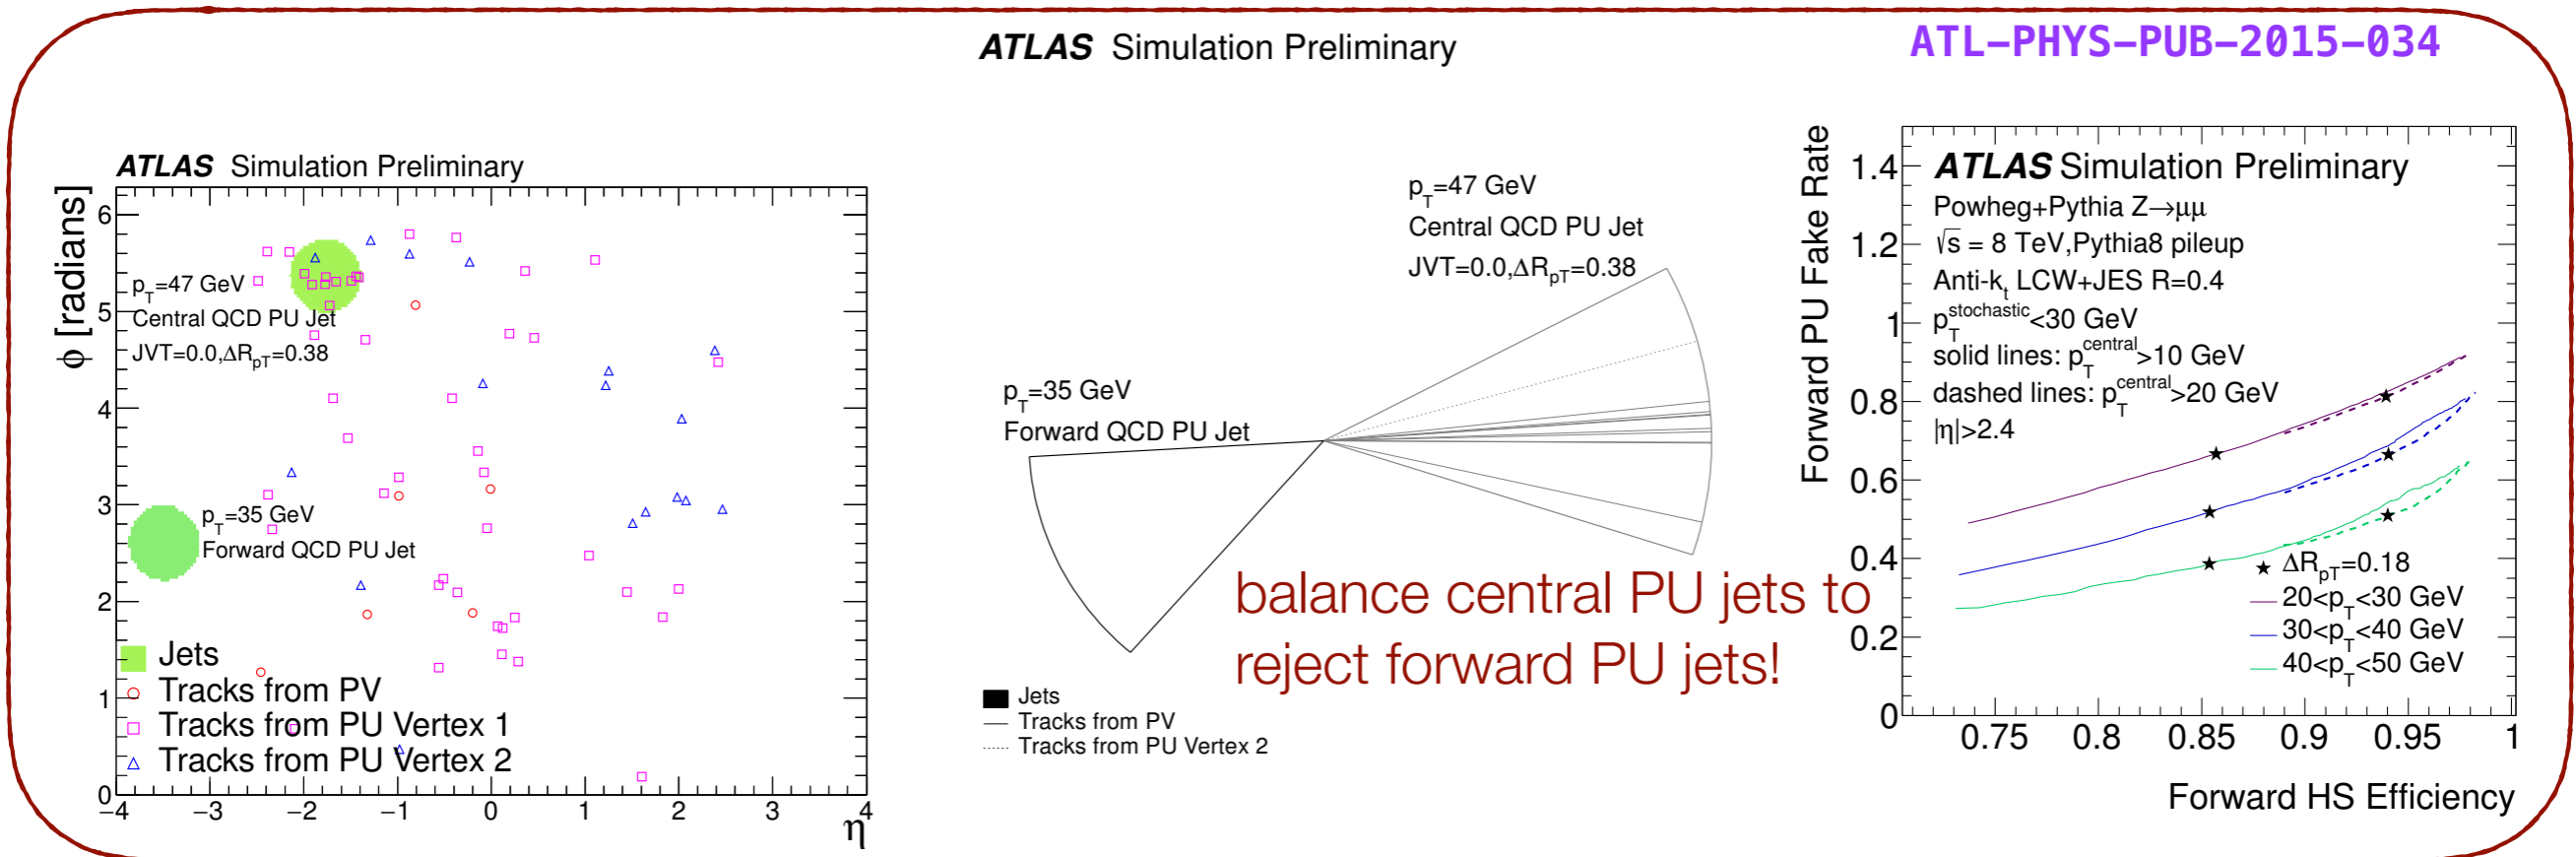 ATLAS Simulation Preliminary
ATL-PHYS-PUB-2015-034
ATLAS Simulation Preliminary
ϕ [radians]
6
5
4
3
2
1
0
p_T=47 GeV
Central QCD PU Jet
JVT=0.0,ΔR_pT=0.38
p_T=35 GeV
Forward QCD PU Jet
Jets
Tracks from PV
Tracks from PU Vertex 1
Tracks from PU Vertex 2
−4 −3 −2 −1 0 1 2 3 4
η
p_T=47 GeV
Central QCD PU Jet
JVT=0.0,ΔR_pT=0.38
p_T=35 GeV
Forward QCD PU Jet
balance central PU jets to
reject forward PU jets!
Jets
Tracks from PV
Tracks from PU Vertex 2
Forward PU Fake Rate
1.4
1.2
1
0.8
0.6
0.4
0.2
0
ATLAS Simulation Preliminary
Powheg+Pythia Z→μμ
√s = 8 TeV,Pythia8 pileup
Anti-k_t LCW+JES R=0.4
p_T^stochastic<30 GeV
solid lines: p_T^central>10 GeV
dashed lines: p_T^central>20 GeV
|η|>2.4
★ ΔR_pT=0.18
20<p_T<30 GeV
30<p_T<40 GeV
40<p_T<50 GeV
0.75 0.8 0.85 0.9 0.95 1
Forward HS Efficiency